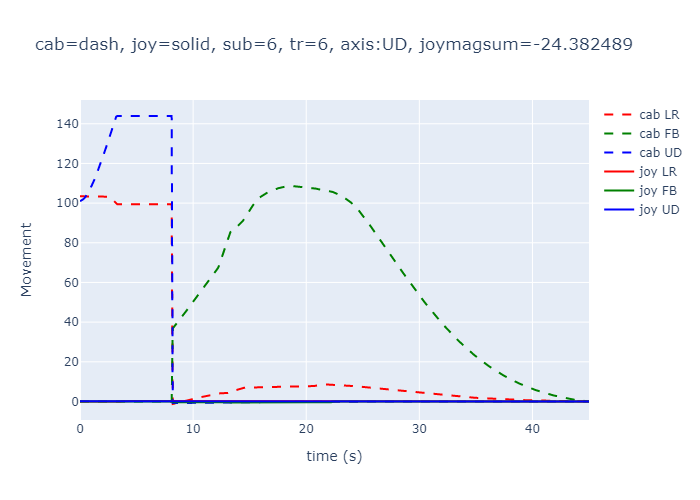 cab=dash, joy=solid, sub=6, tr=6, axis:UD, joymagsum=-24.382489
140
120
100
80
60
40
20
0
Movement
0
10
20
30
40
time (s)
cab LR
cab FB
cab UD
joy LR
joy FB
joy UD